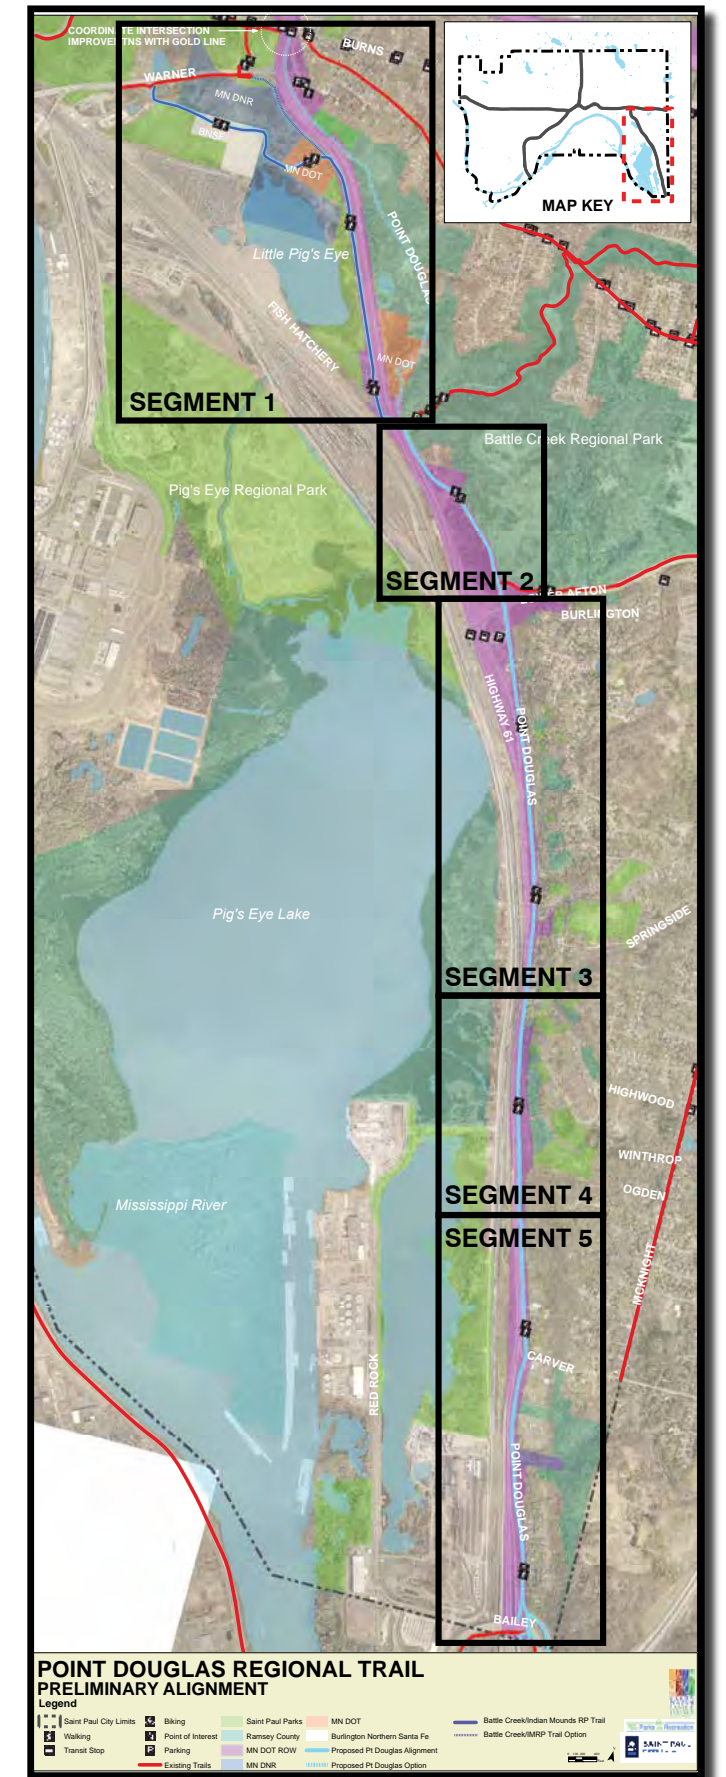 COORDINATE INTERSECTION
IMPROVEMTNS WITH GOLD LINE
BURNS
WARNER
MN DNR
BNSF
MN DOT
Little Pig's Eye
POINT DOUGLAS
FISH HATCHERY
MN DOT
MAP KEY
SEGMENT 1
Battle Creek Regional Park
Pig's Eye Regional Park
SEGMENT 2
LOWER AFTON
BURLINGTON
HIGHWAY 61
POINT DOUGLAS
Pig's Eye Lake
SPRINGSIDE
SEGMENT 3
HIGHWOOD
WINTHROP
OGDEN
SEGMENT 4
Mississippi River
SEGMENT 5
MCKNIGHT
CARVER
RED ROCK
POINT DOUGLAS
BAILEY
POINT DOUGLAS REGIONAL TRAIL
PRELIMINARY ALIGNMENT
Legend
Saint Paul City Limits
Biking
Saint Paul Parks
MN DOT
Battle Creek/Indian Mounds RP Trail
Walking
Point of Interest
Ramsey County
Burlington Northern Santa Fe
Battle Creek/IMRP Trail Option
Transit Stop
Parking
MN DOT ROW
Proposed Pt Douglas Alignment
Existing Trails
MN DNR
Proposed Pt Douglas Option
Parks & Recreation
SAINT PAUL